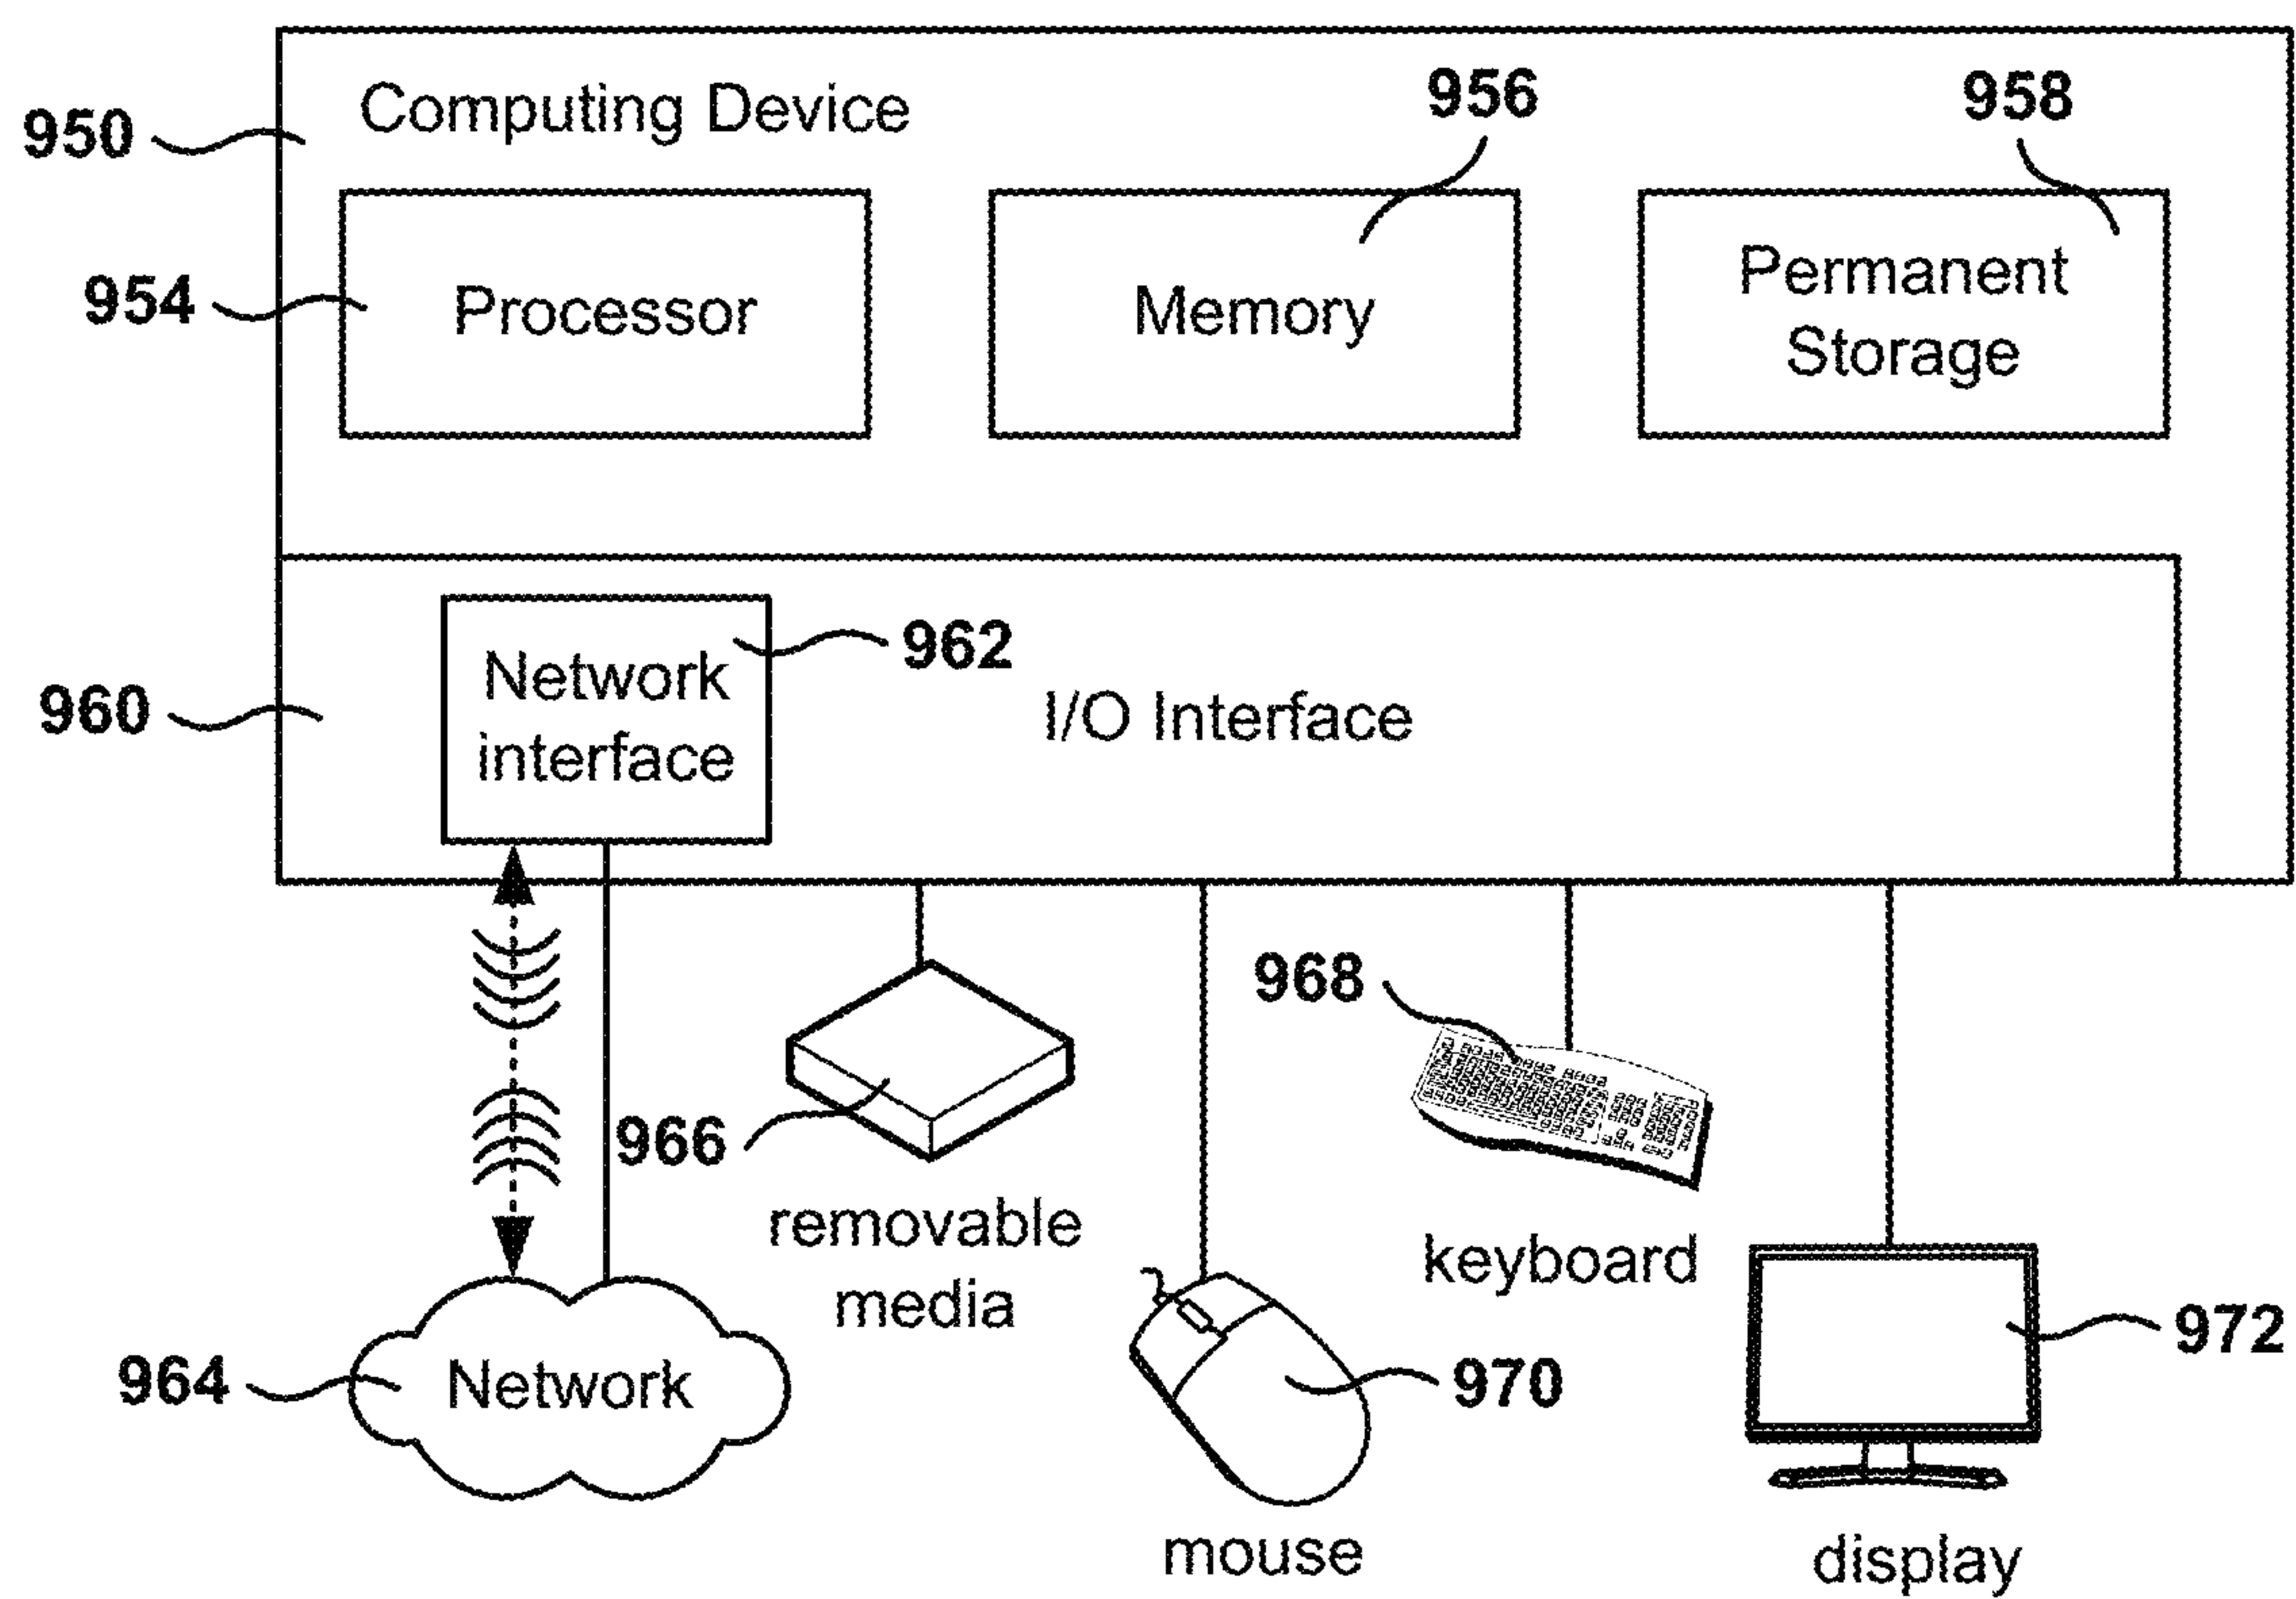 Computing Device
950
956
958
954
Processor
Memory
Permanent
Storage
962
Network
interface
960
I/O Interface
968
966
removable
media
keyboard
964
Network
970
972
mouse
display